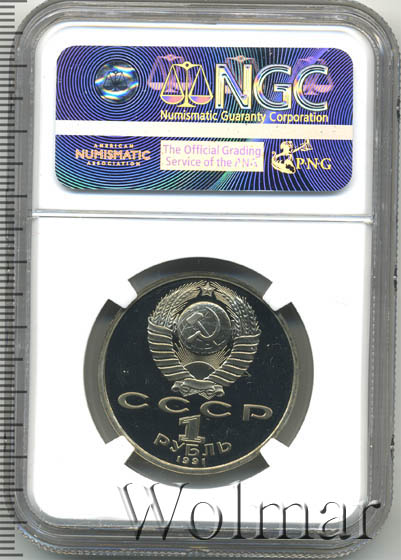 NGC
Numismatic Guaranty Corporation
AMERICAN
NUMISMATIC
ASSOCIATION
The Official Grading
Service of the PNG
PNG
СССР
1
РУБЛЬ
1991
Wolmar